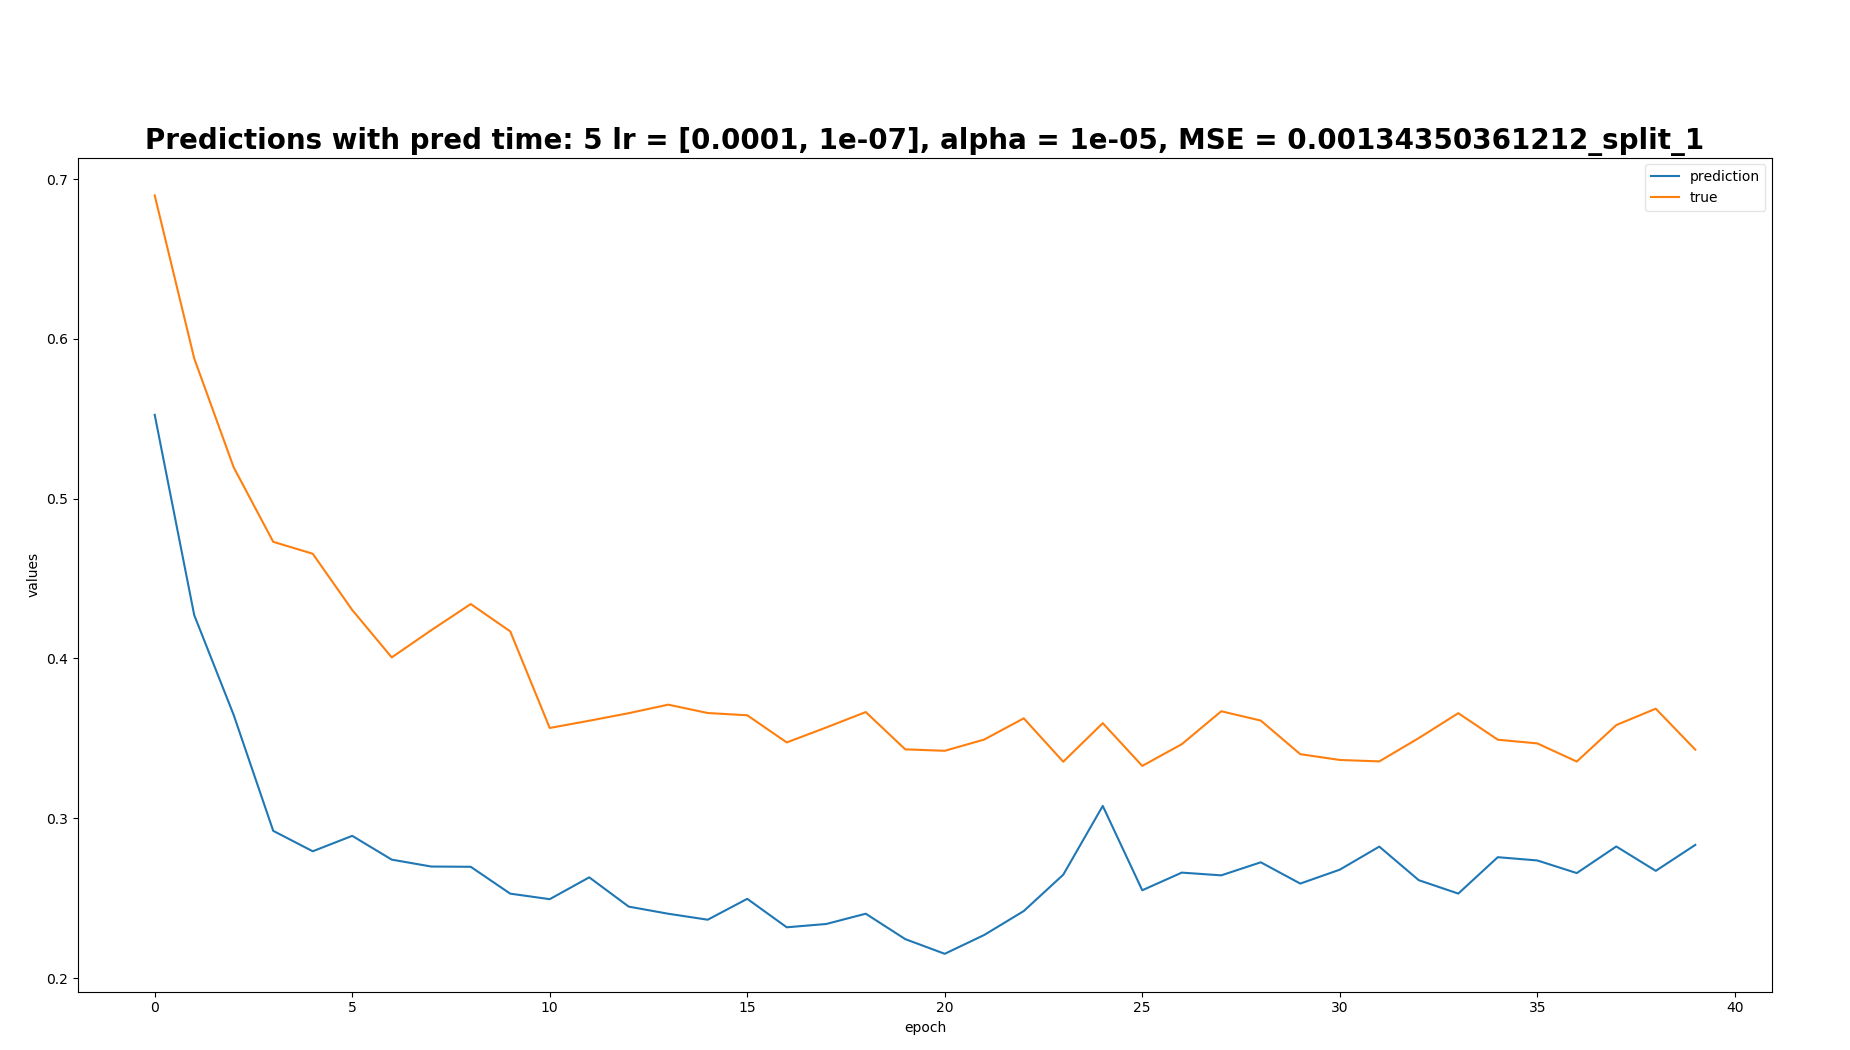 Predictions with pred time: 5 lr = [0.0001, 1e-07], alpha = 1e-05, MSE = 0.00134350361212_split_1
prediction
true
values
0.7
0.6
0.5
0.4
0.3
0.2
0 5 10 15 20 25 30 35 40
epoch